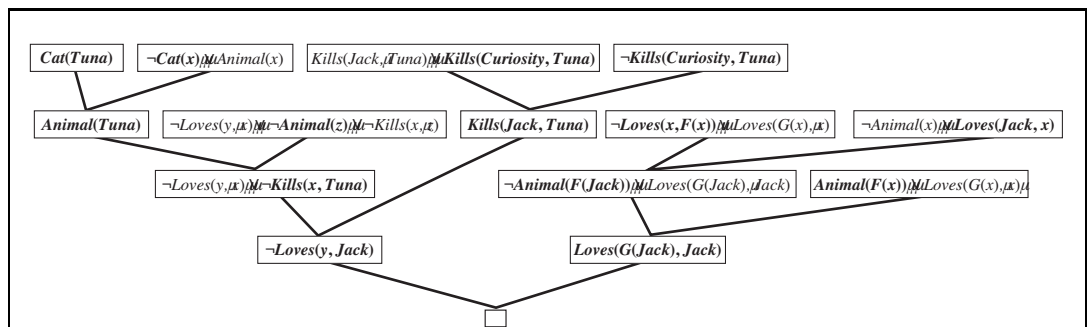 Cat(Tuna) ¬Cat(x) ∨ Animal(x) Kills(Jack, Tuna) ∨ Kills(Curiosity, Tuna) ¬Kills(Curiosity, Tuna)
Animal(Tuna) ¬Loves(y, x) ∨ ¬Animal(z) ∨ ¬Kills(x, z) Kills(Jack, Tuna) ¬Loves(x, F(x)) ∨ Loves(G(x), x) ¬Animal(x) ∨ Loves(Jack, x)
¬Loves(y, x) ∨ ¬Kills(x, Tuna) ¬Animal(F(Jack)) ∨ Loves(G(Jack), Jack) Animal(F(x)) ∨ Loves(G(x), x)
¬Loves(y, Jack) Loves(G(Jack), Jack)